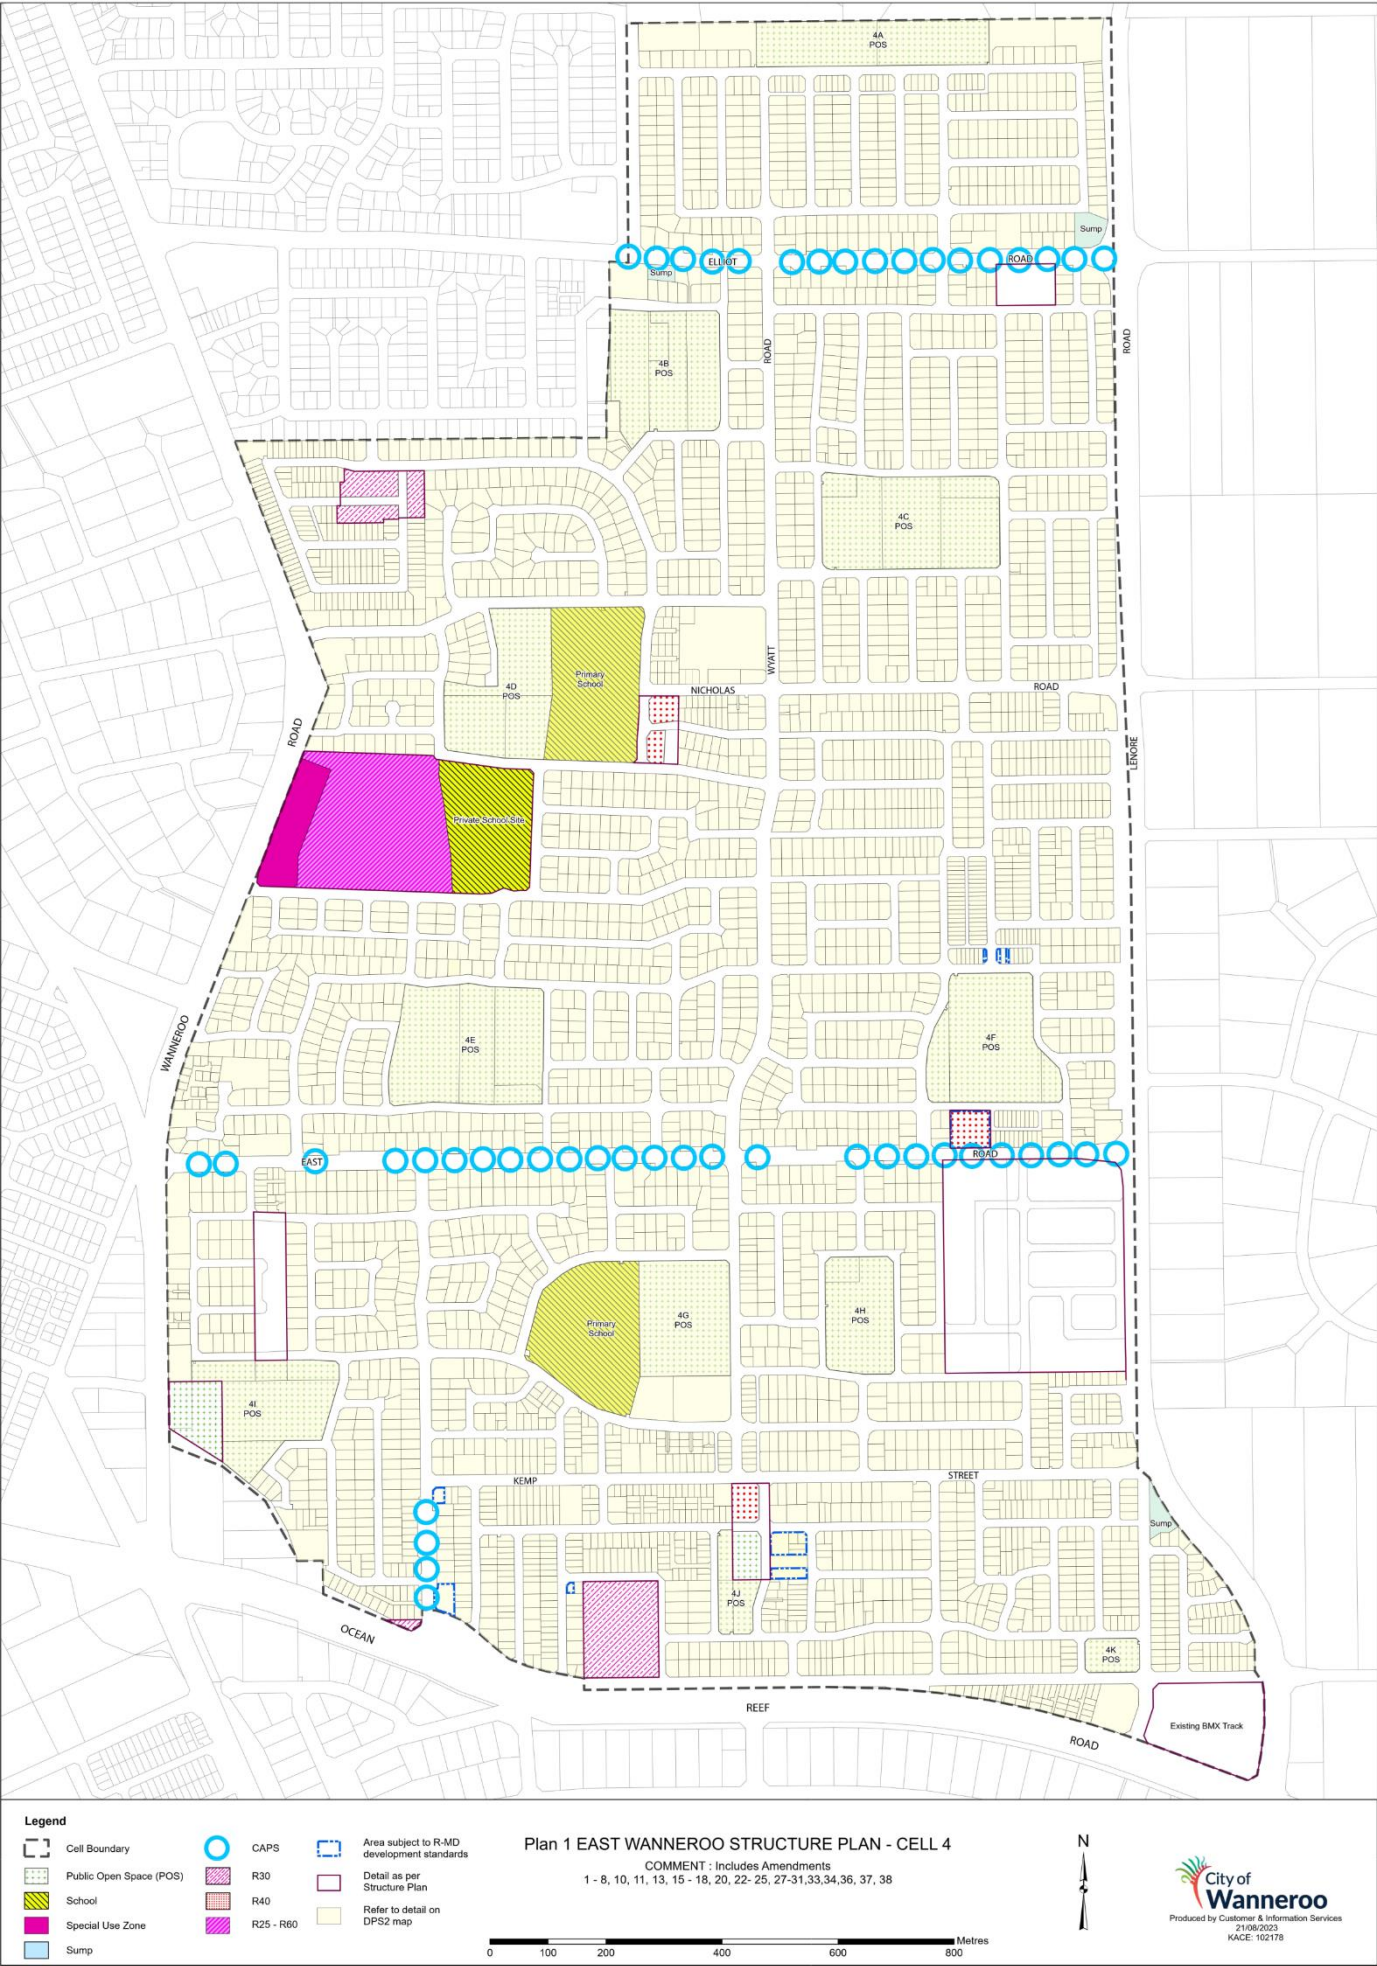 4A
POS
Sump
ELLIOT
ROAD
Sump
ROAD
ROAD
4B
POS
4C
POS
Primary
School
4D
POS
WYATT
NICHOLAS
ROAD
ROAD
LENORE
Private School Site
WANNEROO
4E
POS
4F
POS
EAST
ROAD
4G
POS
4H
POS
Primary
School
4I
POS
KEMP
STREET
Sump
4J
POS
OCEAN
4K
POS
REEF
Existing BMX Track
ROAD
Legend
Cell Boundary
Public Open Space (POS)
School
Special Use Zone
Sump
CAPS
R30
R40
R25 - R60
Area subject to R-MD
development standards
Detail as per
Structure Plan
Refer to detail on
DPS2 map
Plan 1 EAST WANNEROO STRUCTURE PLAN - CELL 4
COMMENT : Includes Amendments
1 - 8, 10, 11, 13, 15 - 18, 20, 22- 25, 27-31,33,34,36, 37, 38
0 100 200 400 600 800 Metres
N
City of
Wanneroo
Produced by Customer & Information Services
21/08/2023
KACE: 102178